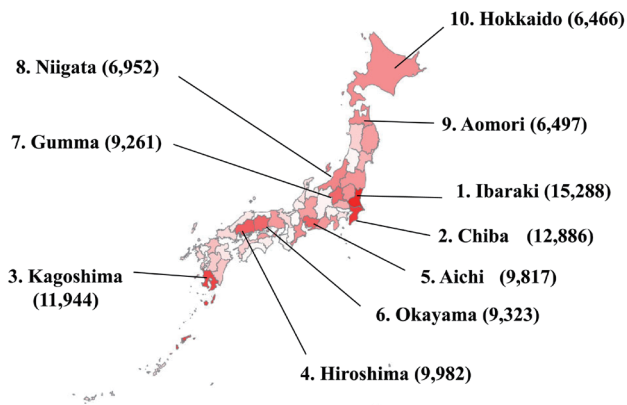 10. Hokkaido (6,466)
8. Niigata (6,952)
9. Aomori (6,497)
7. Gumma (9,261)
1. Ibaraki (15,288)
2. Chiba (12,886)
3. Kagoshima
(11,944)
5. Aichi (9,817)
6. Okayama (9,323)
4. Hiroshima (9,982)